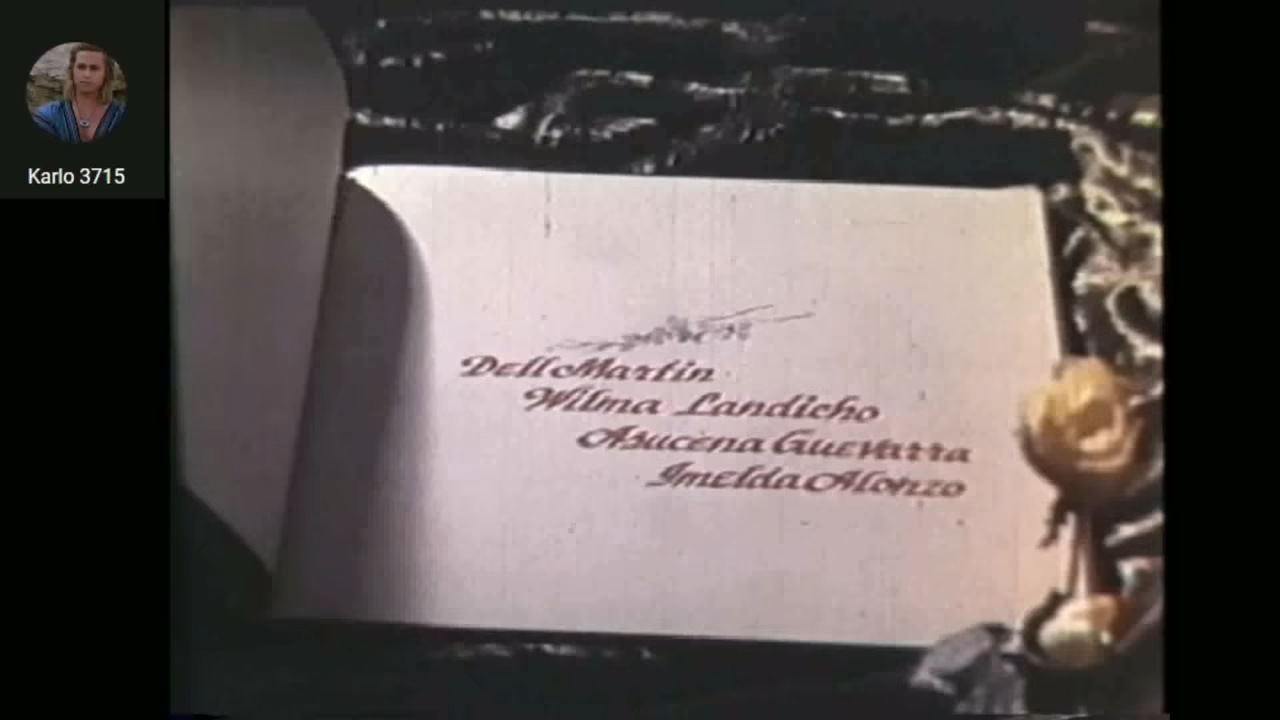 Karlo 3715
Dell Martin
Wilma Landicho
Asucena Guevarra
Imelda Alonzo